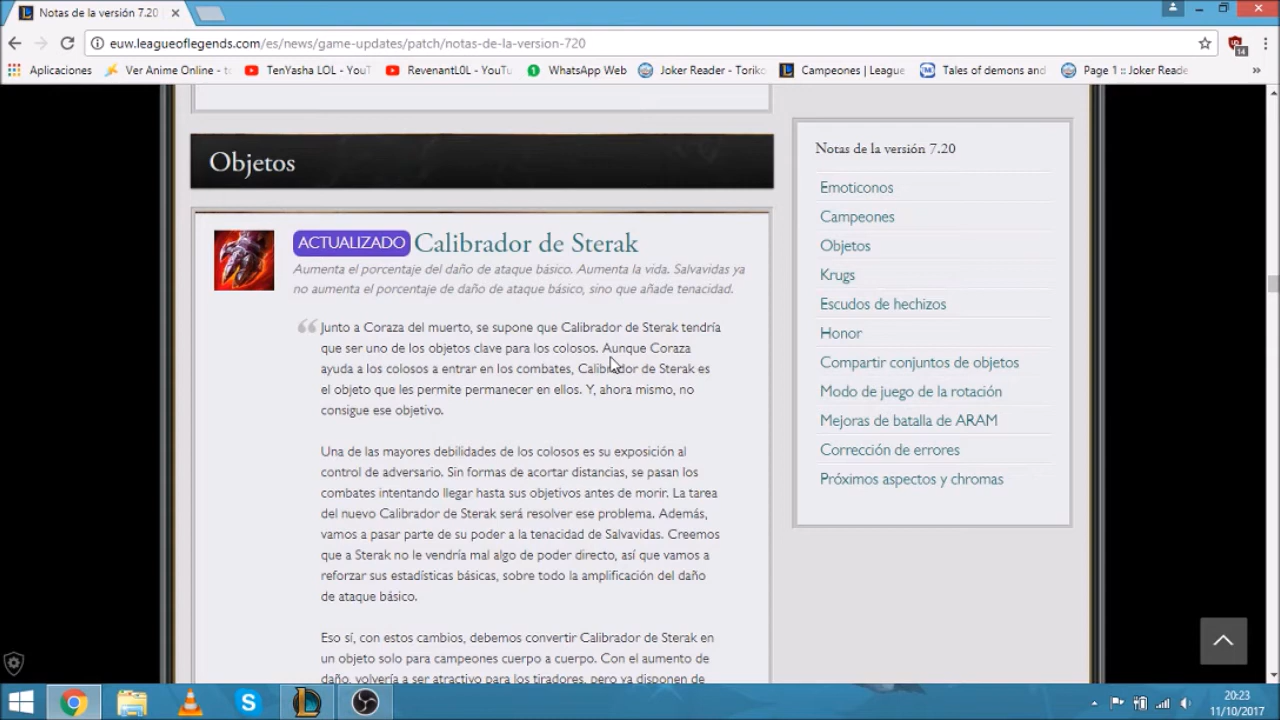 Notas de la versión 7.20
euw.leagueoflegends.com/es/news/game-updates/patch/notas-de-la-version-720
14
Aplicaciones
Ver Anime Online - to
TenYasha LOL - YouT
RevenantL0L - YouTu
1 WhatsApp Web
Joker Reader - Toriko
Campeones | League
Tales of demons and
Page 1 :: Joker Reade
»
Objetos
ACTUALIZADO Calibrador de Sterak
Aumenta el porcentaje del daño de ataque básico. Aumenta la vida. Salvavidas ya
no aumenta el porcentaje de daño de ataque básico, sino que añade tenacidad.
Junto a Coraza del muerto, se supone que Calibrador de Sterak tendría
que ser uno de los objetos clave para los colosos. Aunque Coraza
ayuda a los colosos a entrar en los combates, Calibrador de Sterak es
el objeto que les permite permanecer en ellos. Y, ahora mismo, no
consigue ese objetivo.
Una de las mayores debilidades de los colosos es su exposición al
control de adversario. Sin formas de acortar distancias, se pasan los
combates intentando llegar hasta sus objetivos antes de morir. La tarea
del nuevo Calibrador de Sterak será resolver ese problema. Además,
vamos a pasar parte de su poder a la tenacidad de Salvavidas. Creemos
que a Sterak no le vendría mal algo de poder directo, así que vamos a
reforzar sus estadísticas básicas, sobre todo la amplificación del daño
de ataque básico.
Eso sí, con estos cambios, debemos convertir Calibrador de Sterak en
un objeto solo para campeones cuerpo a cuerpo. Con el aumento de
daño, volvería a ser atractivo para los tiradores, pero ya disponen de
Notas de la versión 7.20
Emoticonos
Campeones
Objetos
Krugs
Escudos de hechizos
Honor
Compartir conjuntos de objetos
Modo de juego de la rotación
Mejoras de batalla de ARAM
Corrección de errores
Próximos aspectos y chromas
20:23
11/10/2017